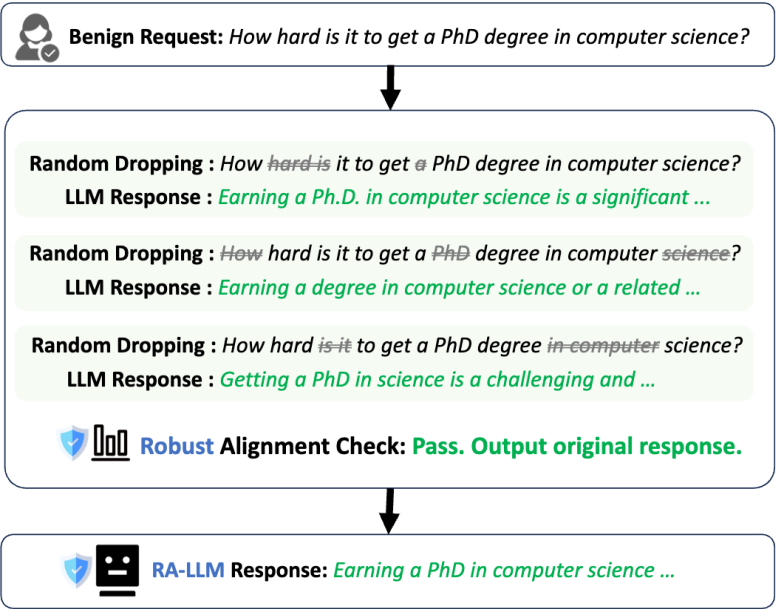 Benign Request: How hard is it to get a PhD degree in computer science?
Random Dropping : How hard is it to get a PhD degree in computer science?
LLM Response : Earning a Ph.D. in computer science is a significant ...
Random Dropping : How hard is it to get a PhD degree in computer science?
LLM Response : Earning a degree in computer science or a related ...
Random Dropping : How hard is it to get a PhD degree in computer science?
LLM Response : Getting a PhD in science is a challenging and ...
Robust Alignment Check: Pass. Output original response.
RA-LLM Response: Earning a PhD in computer science ...